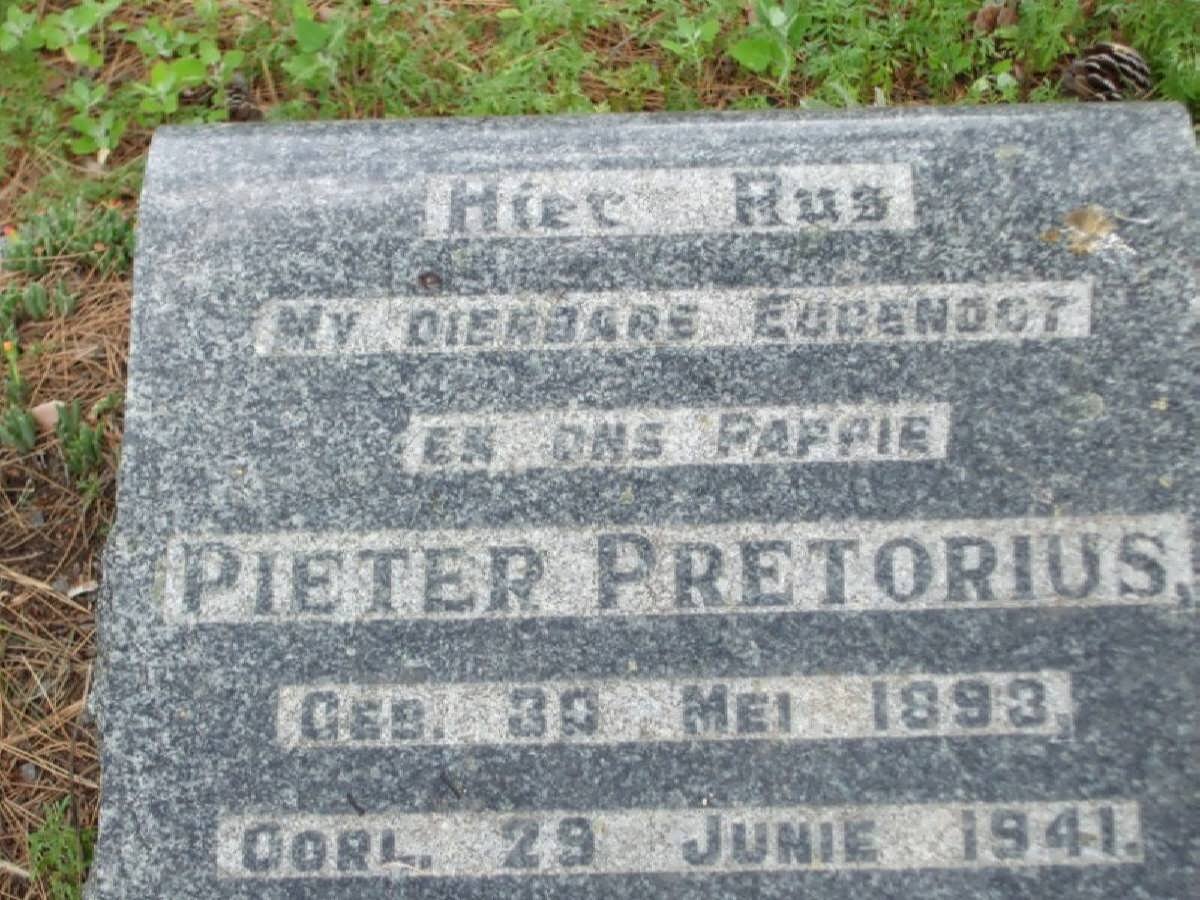 Hier Rus
MY DIERBARE EGGENOOT
EN ONS PAPPIE
PIETER PRETORIUS,
GEB. 30 MEI 1893,
OORL. 29 JUNIE 1941.